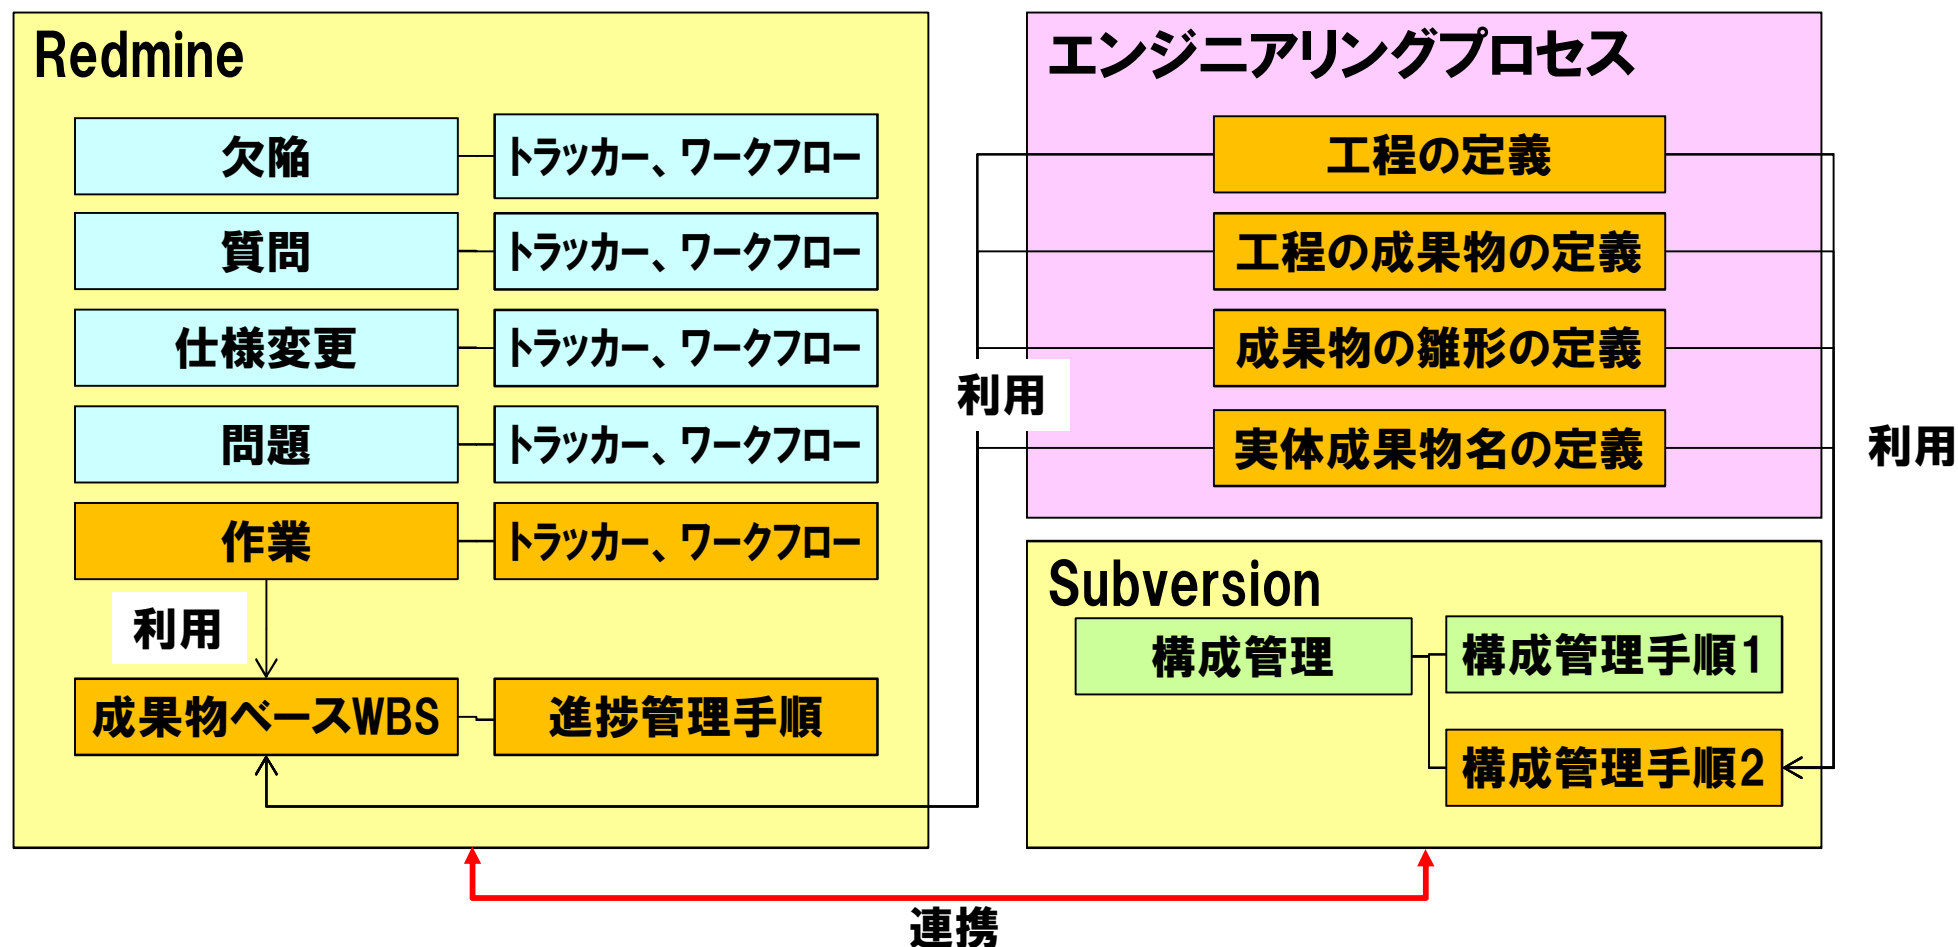 Redmine
欠陥
トラッカー、ワークフロー
質問
トラッカー、ワークフロー
仕様変更
トラッカー、ワークフロー
問題
トラッカー、ワークフロー
作業
トラッカー、ワークフロー
利用
成果物ベースWBS
進捗管理手順
エンジニアリングプロセス
工程の定義
工程の成果物の定義
成果物の雛形の定義
実体成果物名の定義
利用
利用
Subversion
構成管理
構成管理手順1
構成管理手順2
連携